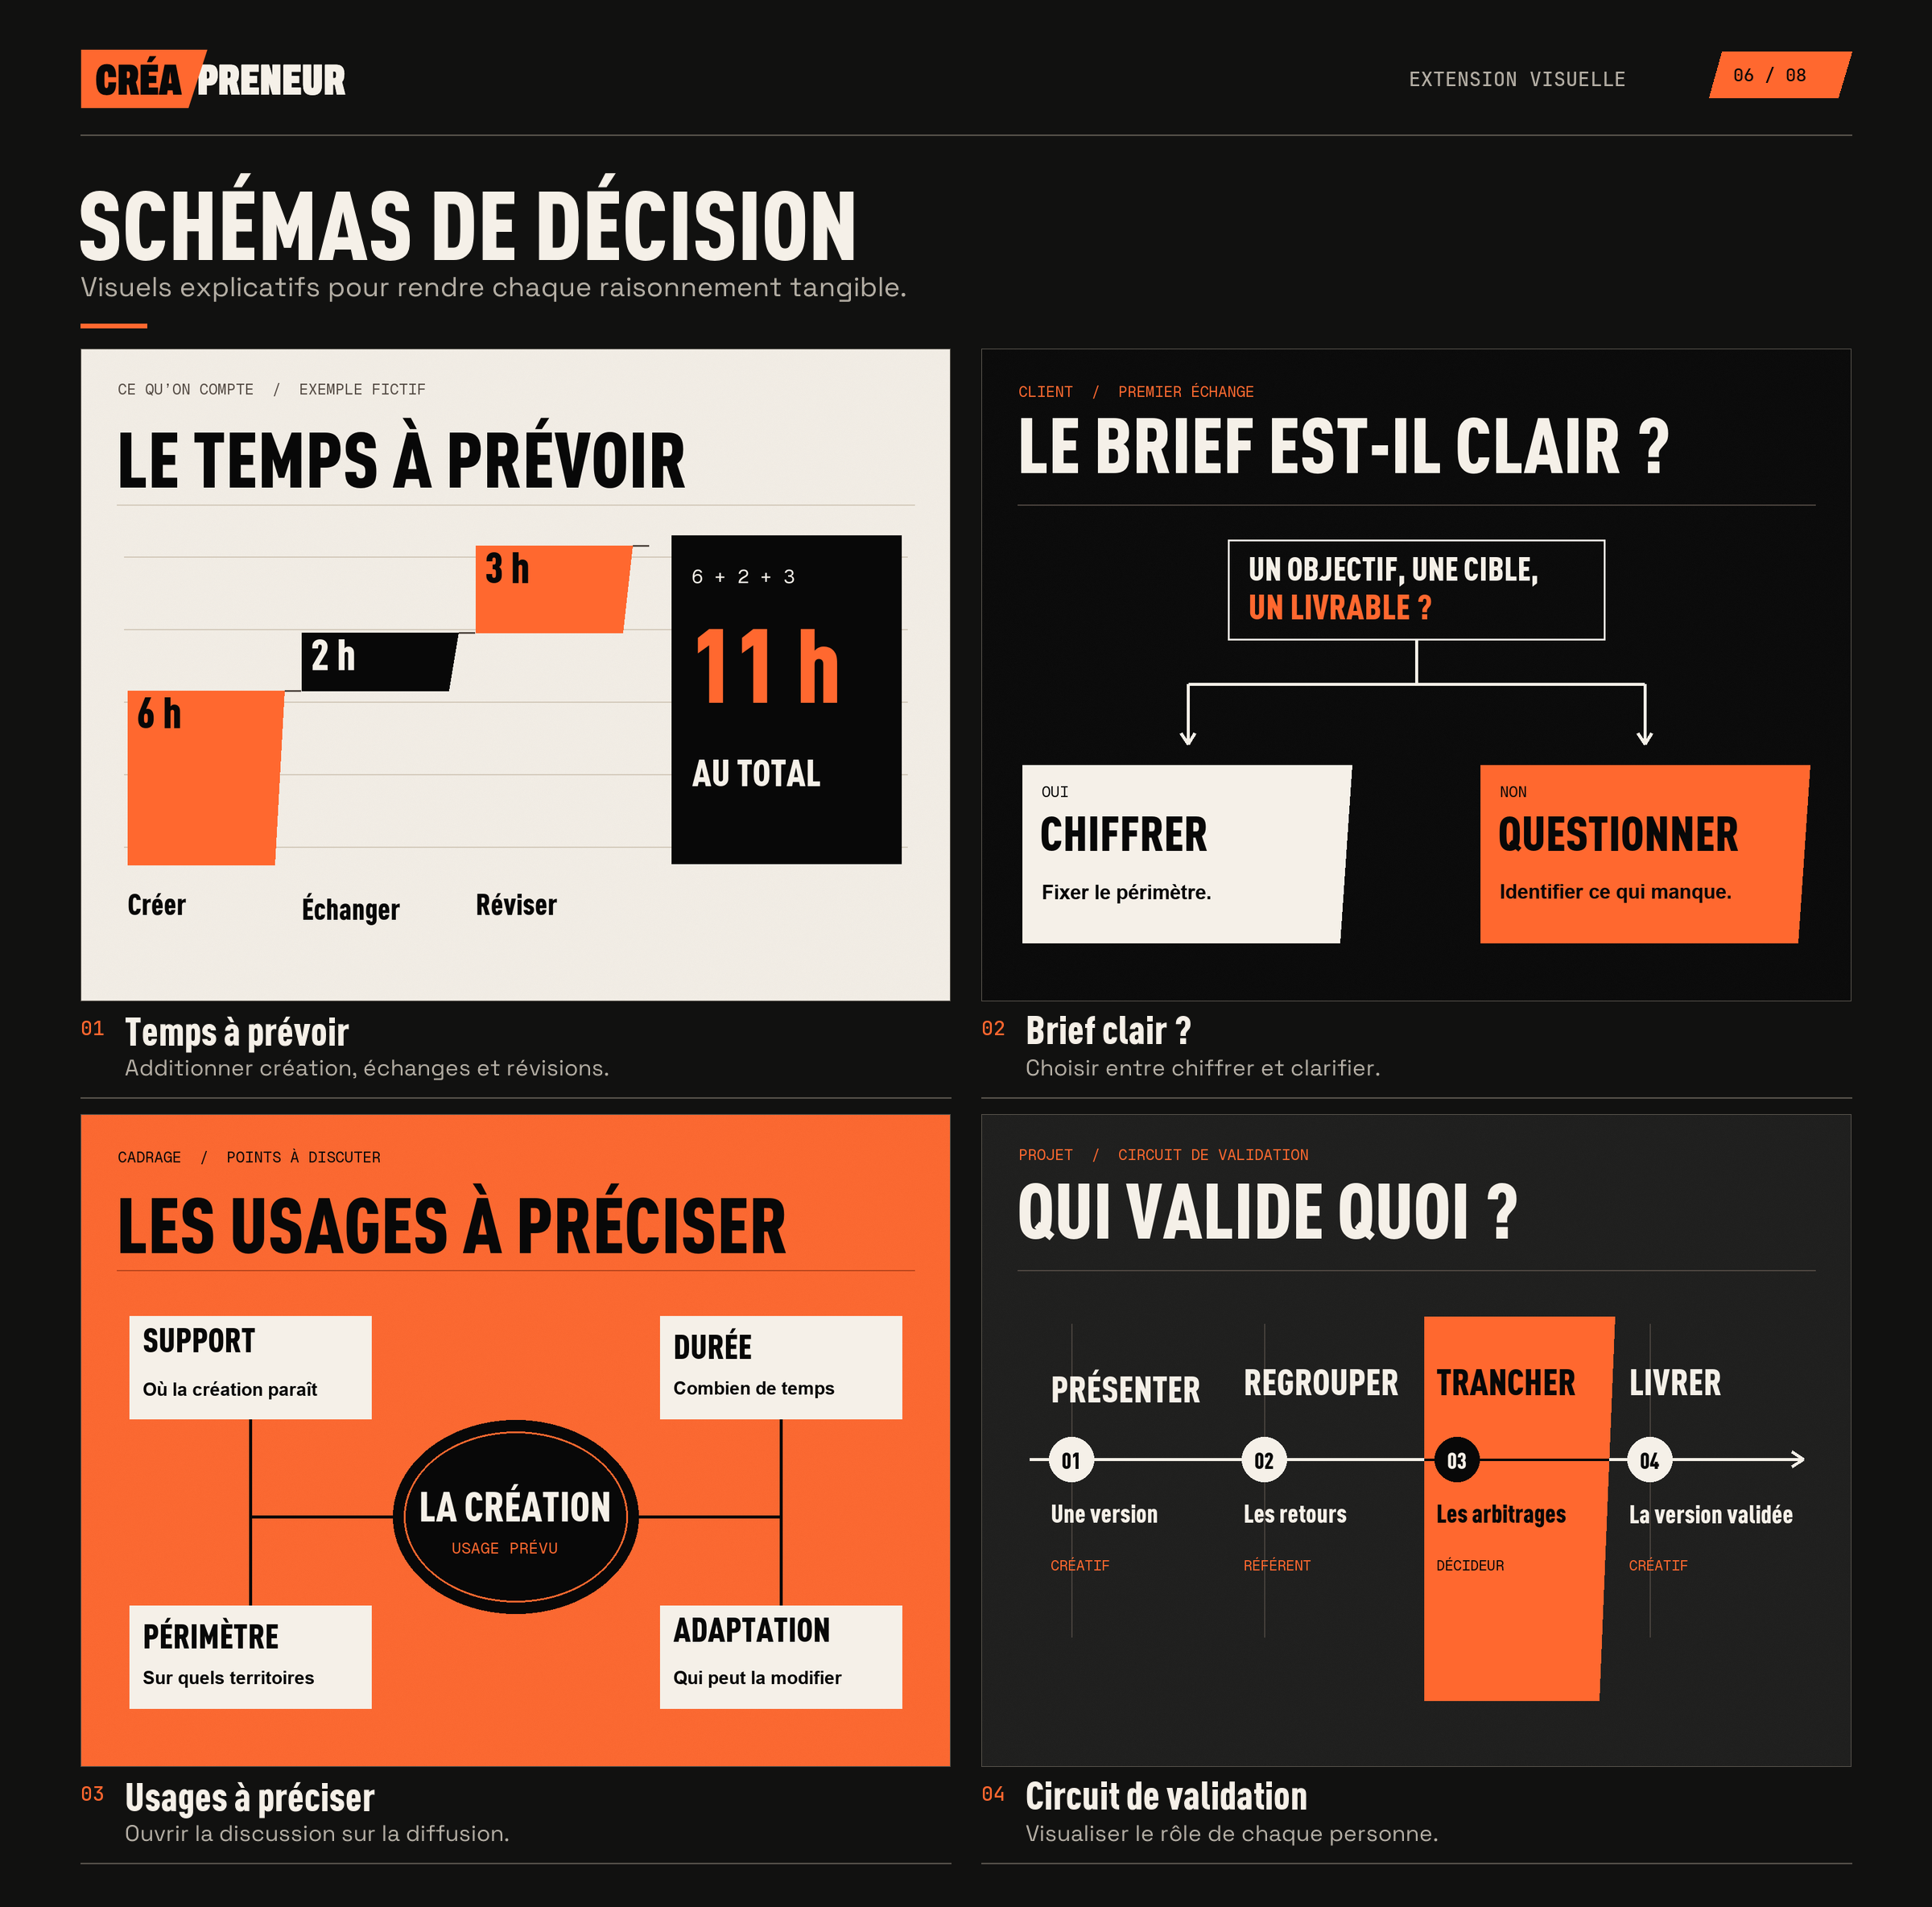 CRÉAPRENEUR
EXTENSION VISUELLE
06 / 08
SCHÉMAS DE DÉCISION
Visuels explicatifs pour rendre chaque raisonnement tangible.
CE QU'ON COMPTE / EXEMPLE FICTIF
LE TEMPS À PRÉVOIR
6 h
2 h
3 h
6 + 2 + 3
11 h
AU TOTAL
Créer
Échanger
Réviser
01 Temps à prévoir
Additionner création, échanges et révisions.
CLIENT / PREMIER ÉCHANGE
LE BRIEF EST-IL CLAIR ?
UN OBJECTIF, UNE CIBLE,
UN LIVRABLE ?
OUI
CHIFFRER
Fixer le périmètre.
NON
QUESTIONNER
Identifier ce qui manque.
02 Brief clair ?
Choisir entre chiffrer et clarifier.
CADRAGE / POINTS À DISCUTER
LES USAGES À PRÉCISER
SUPPORT
Où la création paraît
DURÉE
Combien de temps
LA CRÉATION
USAGE PRÉVU
PÉRIMÈTRE
Sur quels territoires
ADAPTATION
Qui peut la modifier
03 Usages à préciser
Ouvrir la discussion sur la diffusion.
PROJET / CIRCUIT DE VALIDATION
QUI VALIDE QUOI ?
PRÉSENTER
REGROUPER
TRANCHER
LIVRER
01
02
03
04
Une version
Les retours
Les arbitrages
La version validée
CRÉATIF
RÉFÉRENT
DÉCIDEUR
CRÉATIF
04 Circuit de validation
Visualiser le rôle de chaque personne.